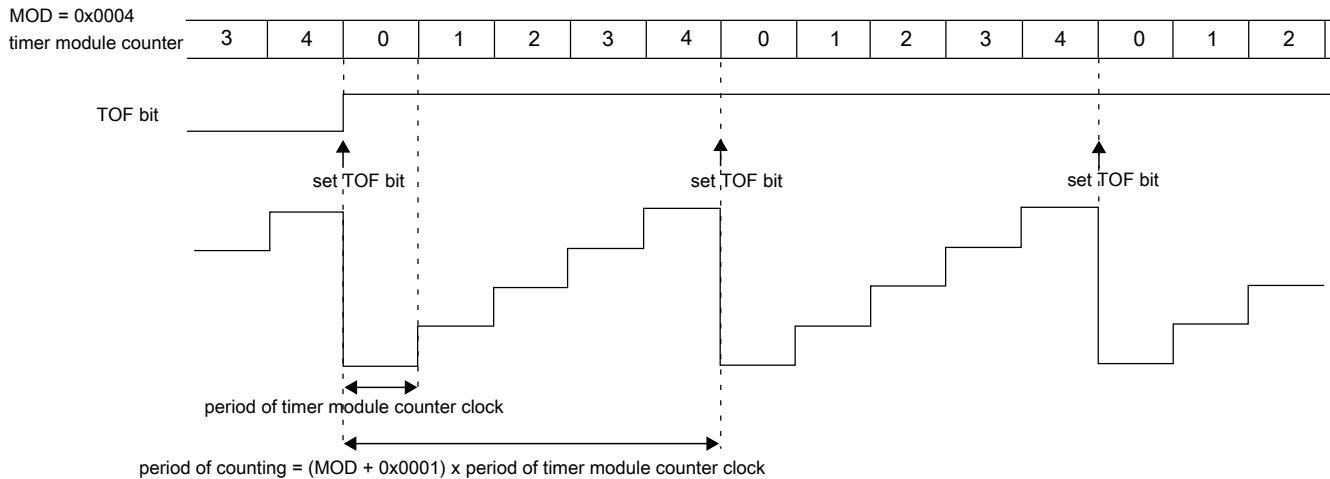 MOD = 0x0004
timer module counter 3 4 0 1 2 3 4 0 1 2 3 4 0 1 2
TOF bit
set TOF bit set TOF bit set TOF bit
period of timer module counter clock
period of counting = (MOD + 0x0001) x period of timer module counter clock